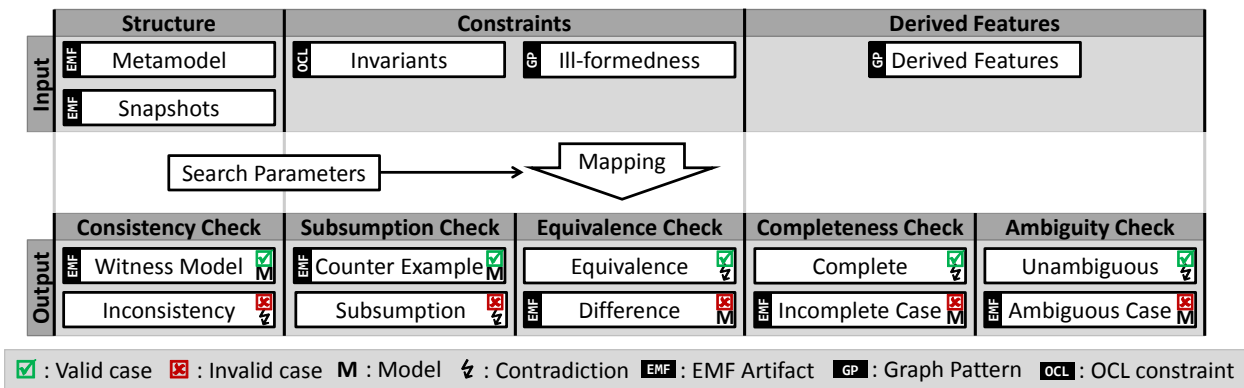 Structure Constraints Derived Features
Input
EMF Metamodel OCL Invariants GP Ill-formedness GP Derived Features
EMF Snapshots
Search Parameters Mapping
Consistency Check Subsumption Check Equivalence Check Completeness Check Ambiguity Check
Output
EMF Witness Model M EMF Counter Example M Equivalence Complete Unambiguous
Inconsistency Subsumption EMF Difference M EMF Incomplete Case M EMF Ambiguous Case M
: Valid case : Invalid case M : Model : Contradiction EMF : EMF Artifact GP : Graph Pattern OCL : OCL constraint